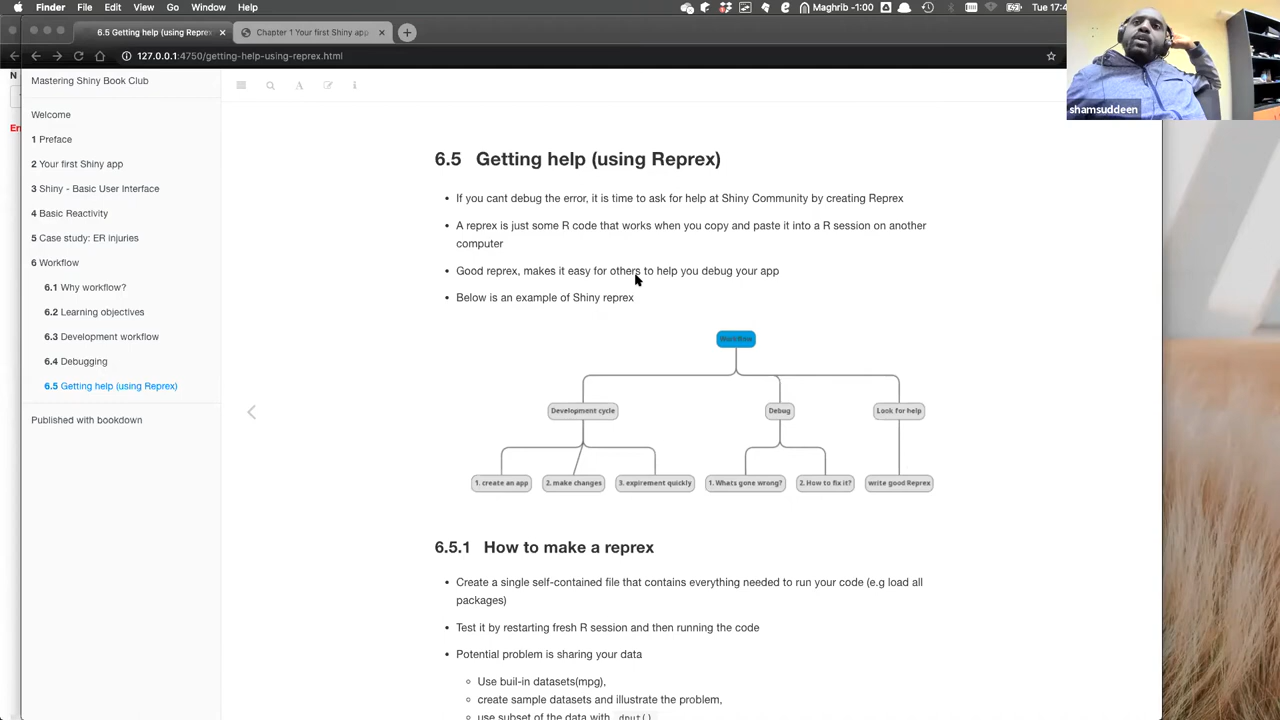 Finder File Edit View Go Window Help
Maghrib -1:00
Tue 17:4
6.5 Getting help (using Repre
Chapter 1 Your first Shiny app
127.0.0.1:4750/getting-help-using-reprex.html
shamsuddeen
Mastering Shiny Book Club
Welcome
1 Preface
2 Your first Shiny app
3 Shiny - Basic User Interface
4 Basic Reactivity
5 Case study: ER injuries
6 Workflow
6.1 Why workflow?
6.2 Learning objectives
6.3 Development workflow
6.4 Debugging
6.5 Getting help (using Reprex)
Published with bookdown
6.5 Getting help (using Reprex)
If you cant debug the error, it is time to ask for help at Shiny Community by creating Reprex
A reprex is just some R code that works when you copy and paste it into a R session on another
computer
Good reprex, makes it easy for others to help you debug your app
Below is an example of Shiny reprex
Workflow
Development cycle
Debug
Look for help
1. create an app
2. make changes
3. expirement quickly
1. Whats gone wrong?
2. How to fix it?
write good Reprex
6.5.1 How to make a reprex
Create a single self-contained file that contains everything needed to run your code (e.g load all
packages)
Test it by restarting fresh R session and then running the code
Potential problem is sharing your data
Use buil-in datasets(mpg),
create sample datasets and illustrate the problem,
use subset of the data with dput()